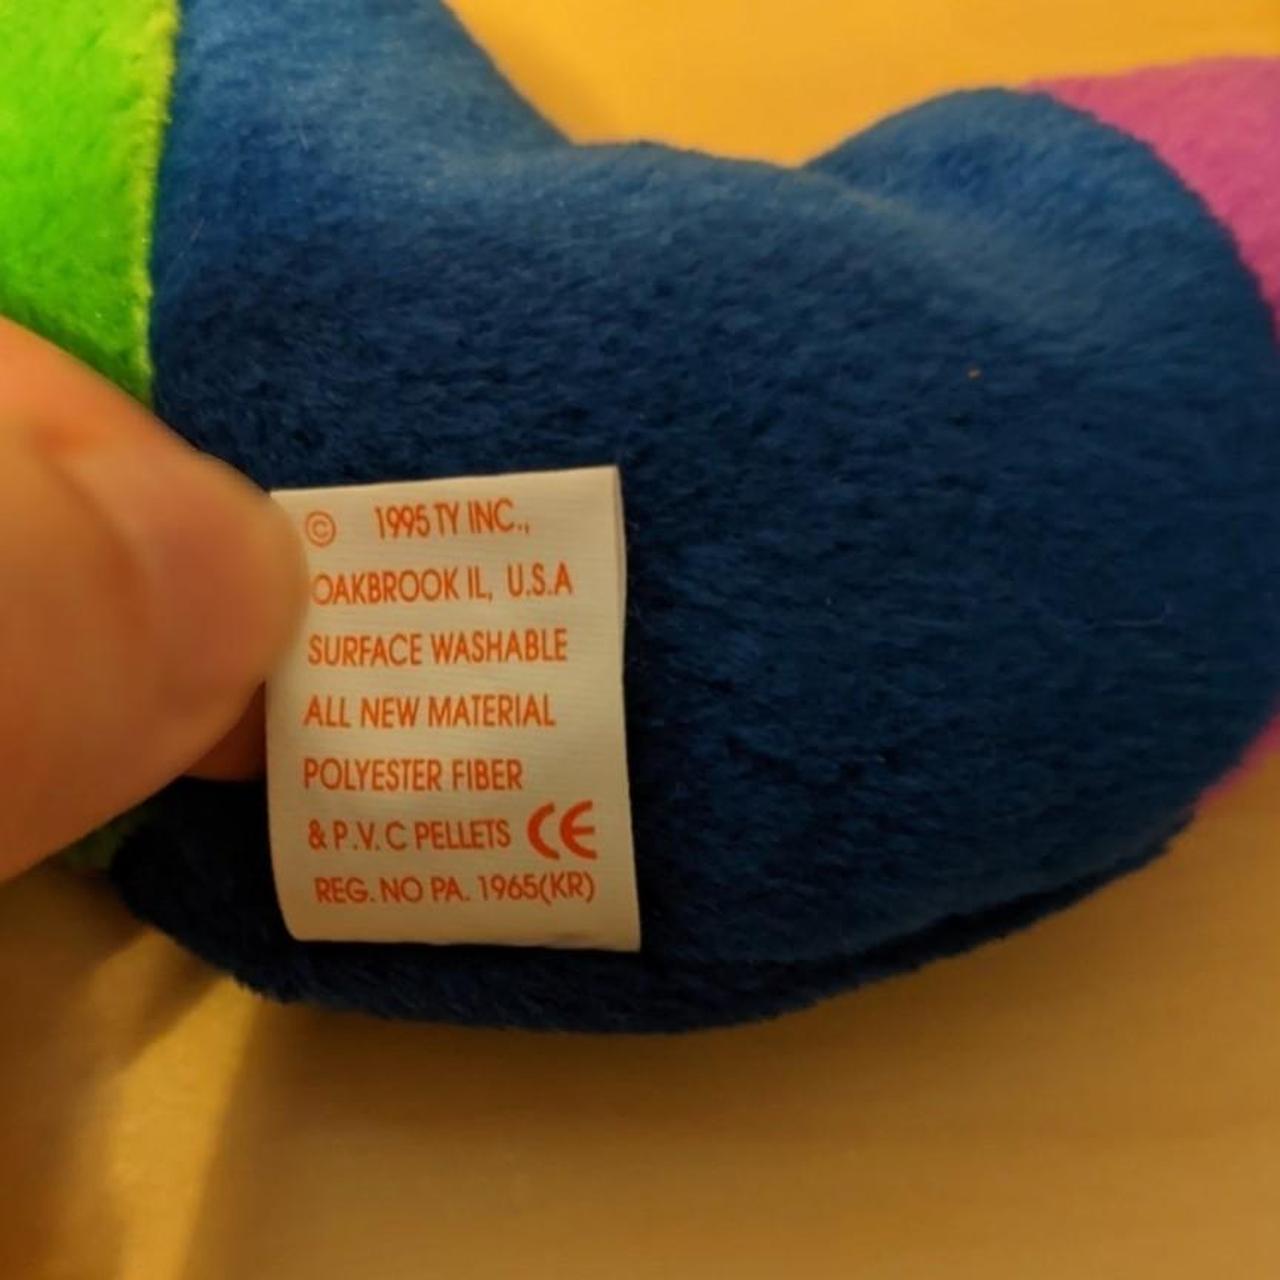 © 1995 TY INC.,
OAKBROOK IL, U.S.A
SURFACE WASHABLE
ALL NEW MATERIAL
POLYESTER FIBER
& P.V.C PELLETS CE
REG. NO PA. 1965(KR)